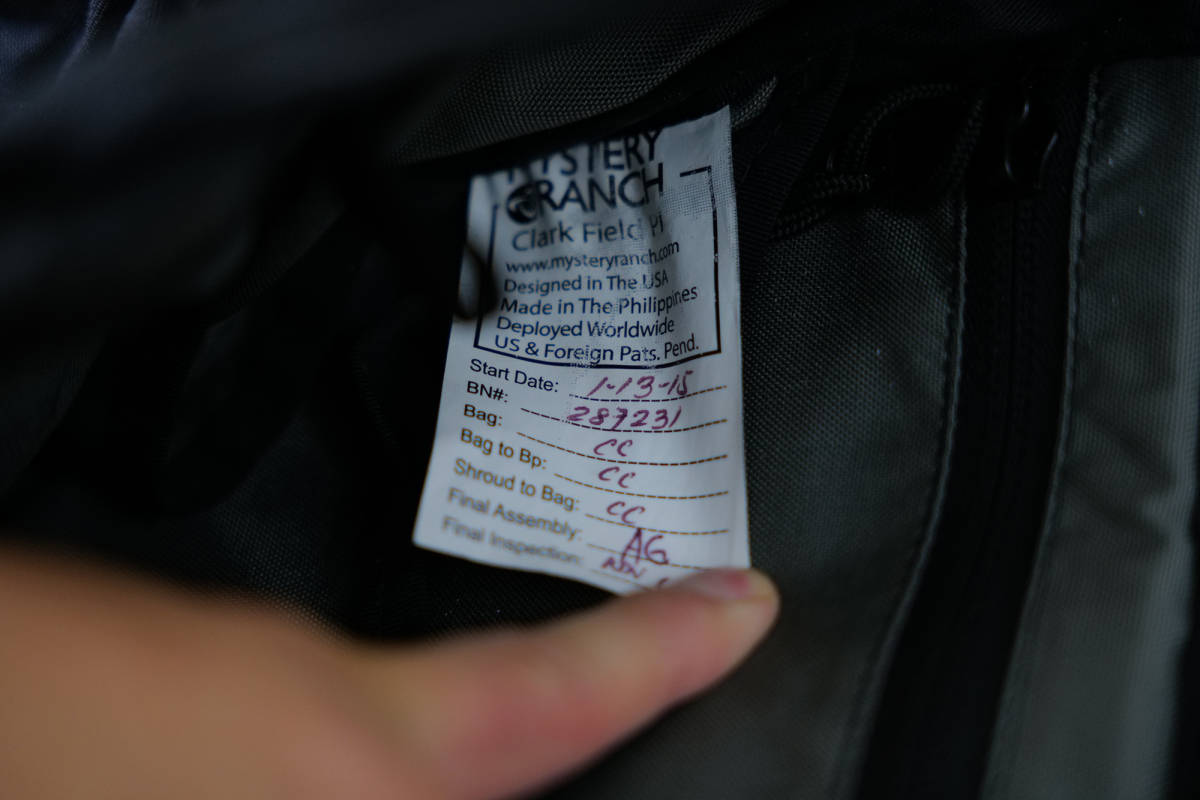 MYSTERY
RANCH
Clark Field PI
www.mysteryranch.com
Designed in The USA
Made in The Philippines
Deployed Worldwide
US & Foreign Pats. Pend.
Start Date: 1-13-15
BN#: 287231
Bag: CC
Bag to Bp: CC
Shroud to Bag: CC
Final Assembly: AG
Final Inspection: